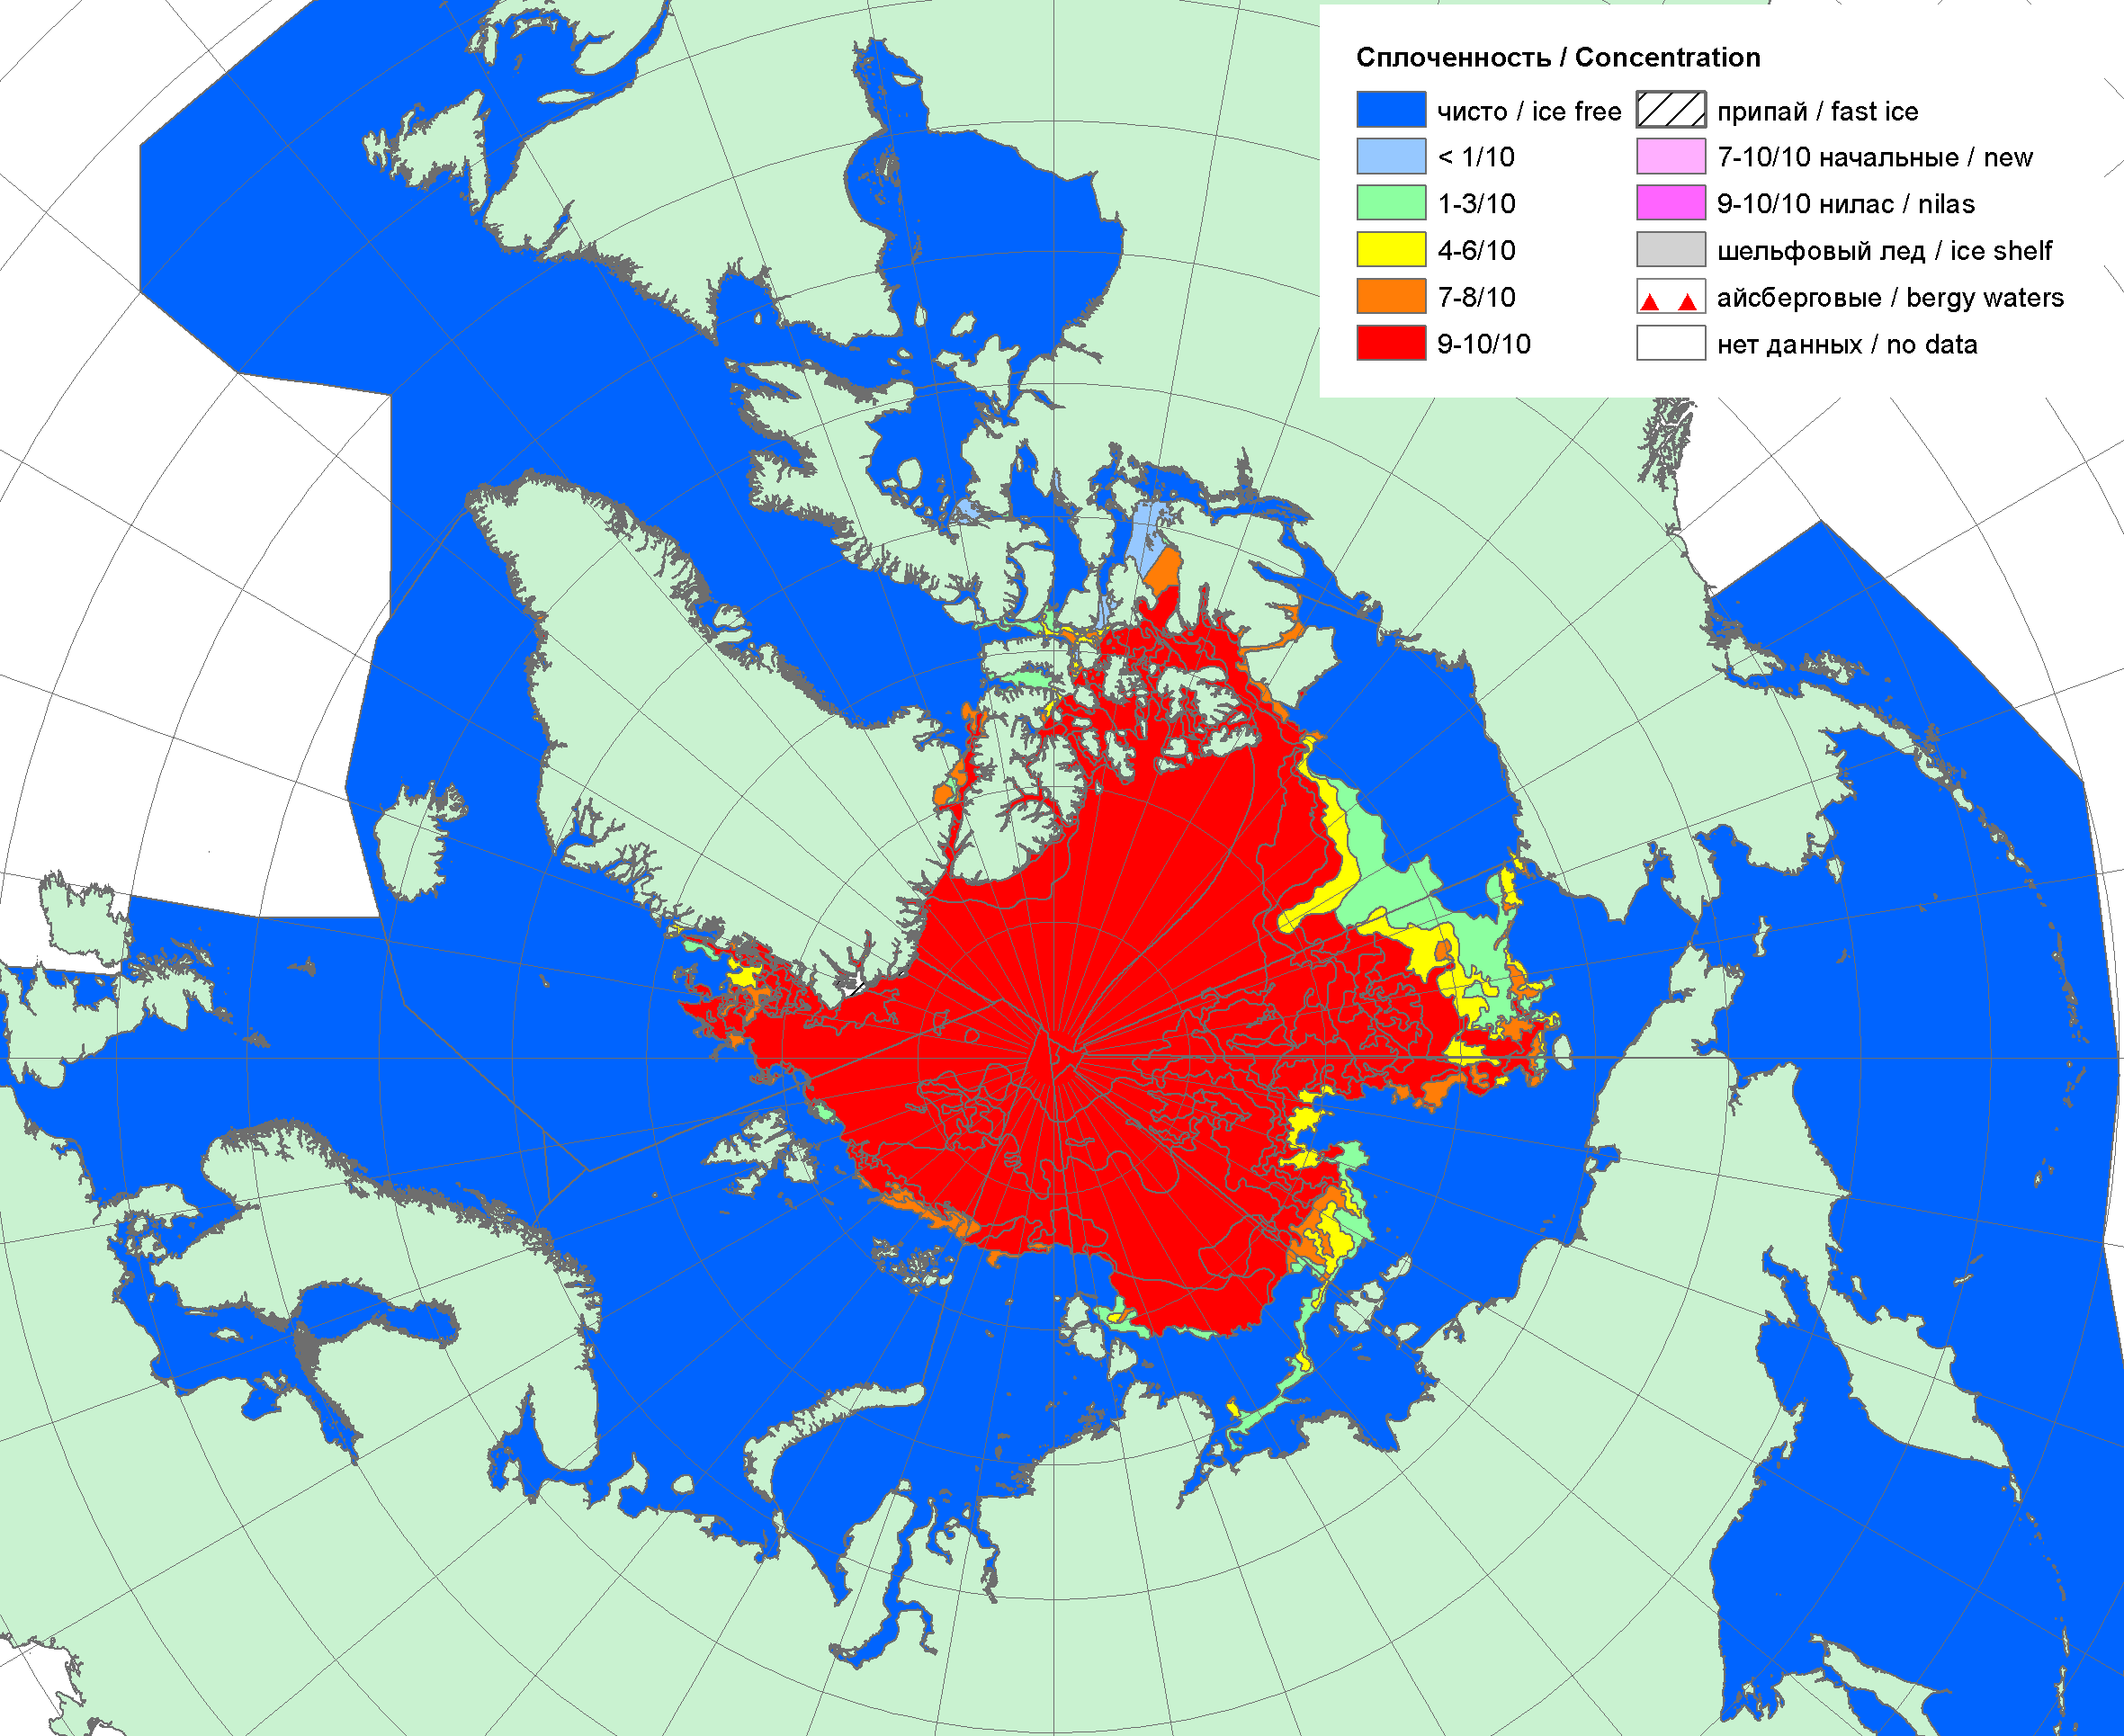 Сплоченность / Concentration
чисто / ice free
< 1/10
1-3/10
4-6/10
7-8/10
9-10/10
припай / fast ice
7-10/10 начальные / new
9-10/10 нилас / nilas
шельфовый лед / ice shelf
айсберговые / bergy waters
нет данных / no data